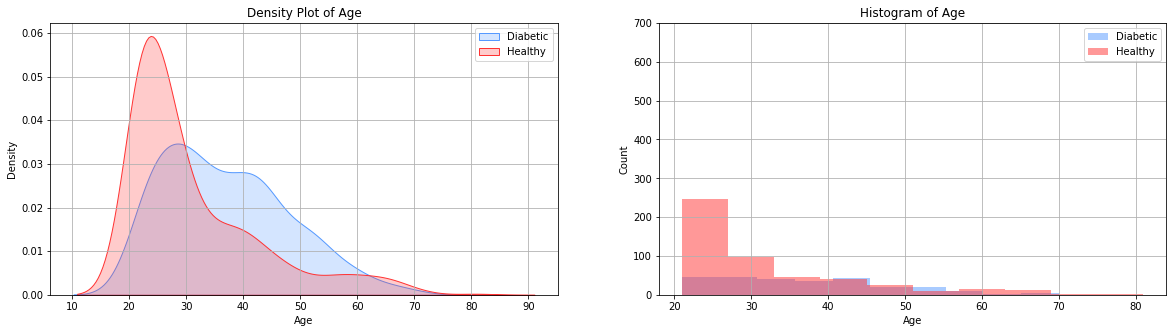 Density Plot of Age
Diabetic
Healthy
0.06
0.05
0.04
0.03
0.02
0.01
0.00
Density
10 20 30 40 50 60 70 80 90
Age
Histogram of Age
Diabetic
Healthy
700
600
500
400
300
200
100
0
Count
20 30 40 50 60 70 80
Age